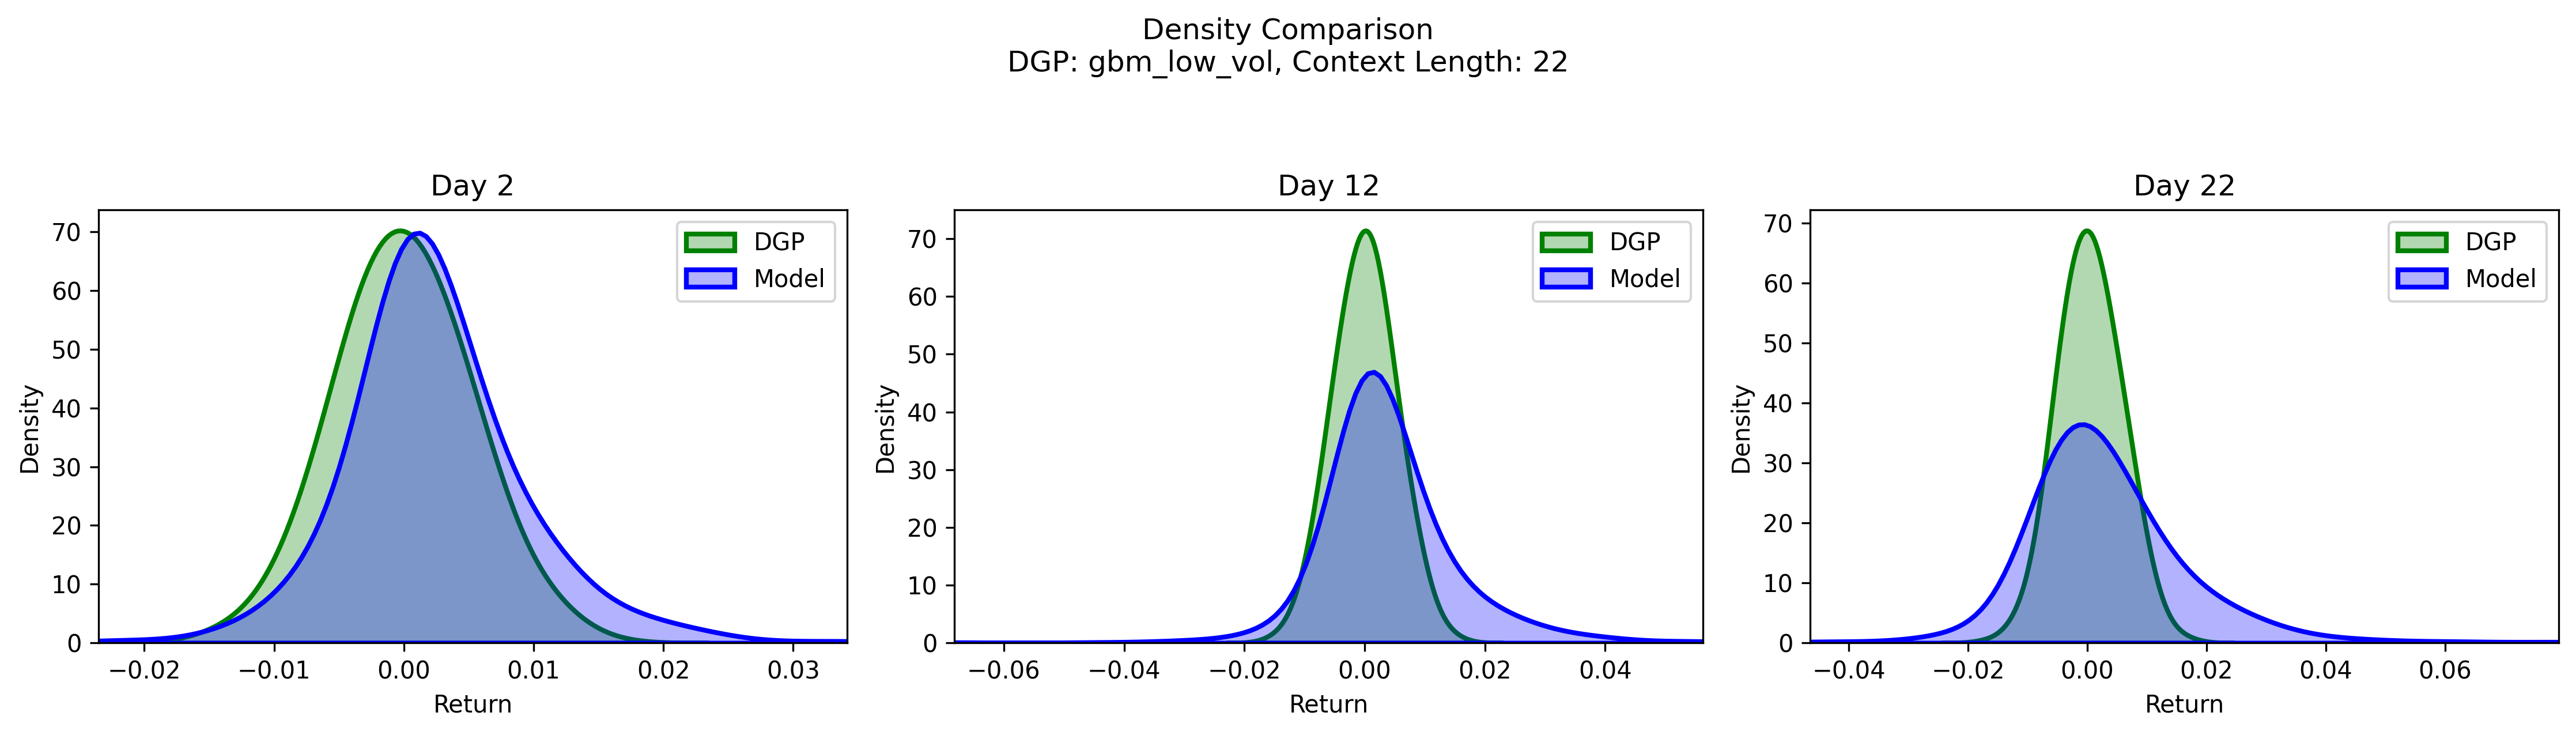 Density Comparison
DGP: gbm_low_vol, Context Length: 22
Day 2
70
60
50
40
30
20
10
0
Density
−0.02
−0.01
0.00
0.01
0.02
0.03
Return
DGP
Model
Day 12
70
60
50
40
30
20
10
0
Density
−0.06
−0.04
−0.02
0.00
0.02
0.04
Return
DGP
Model
Day 22
70
60
50
40
30
20
10
0
Density
−0.04
−0.02
0.00
0.02
0.04
0.06
Return
DGP
Model